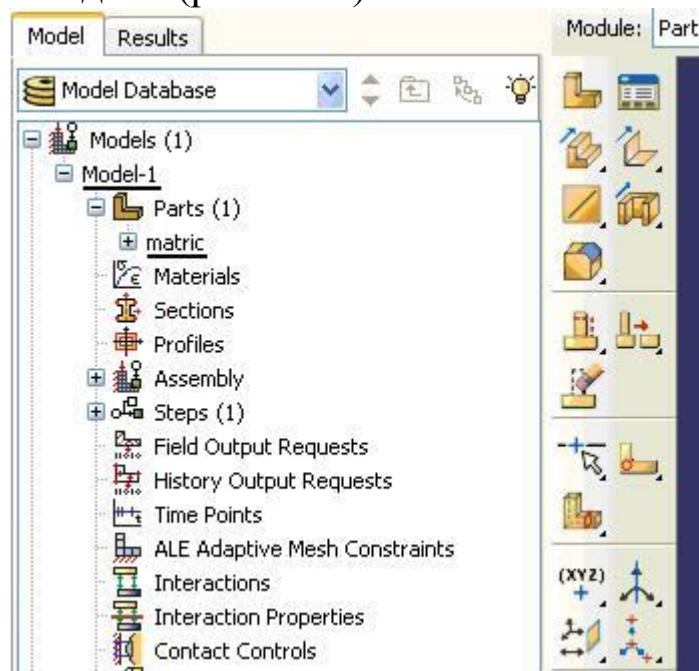 Model Results
Module: Part
Model Database
Models (1)
Model-1
Parts (1)
matric
Materials
Sections
Profiles
Assembly
Steps (1)
Field Output Requests
History Output Requests
Time Points
ALE Adaptive Mesh Constraints
Interactions
Interaction Properties
Contact Controls
(XYZ)